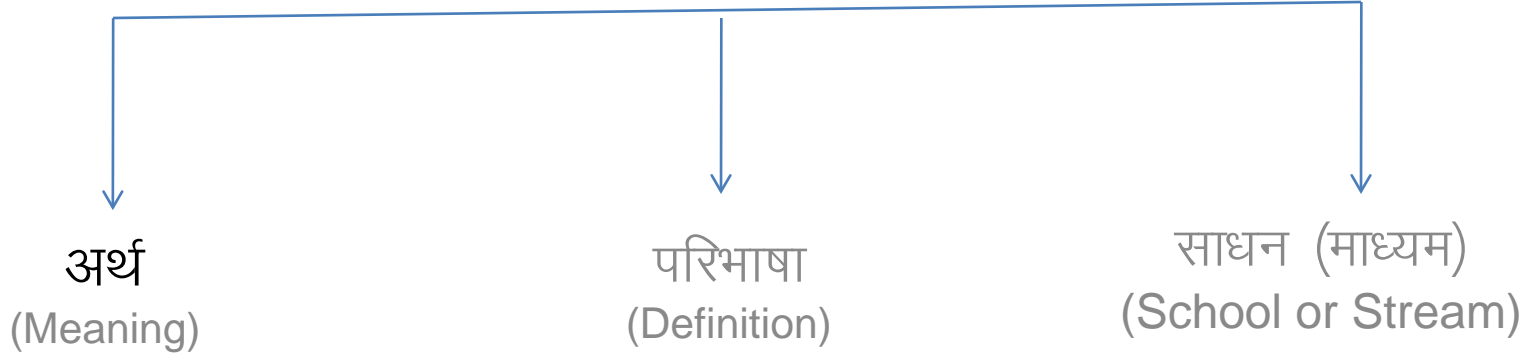 अर्थ
(Meaning)
परिभाषा
(Definition)
साधन (माध्यम)
(School or Stream)